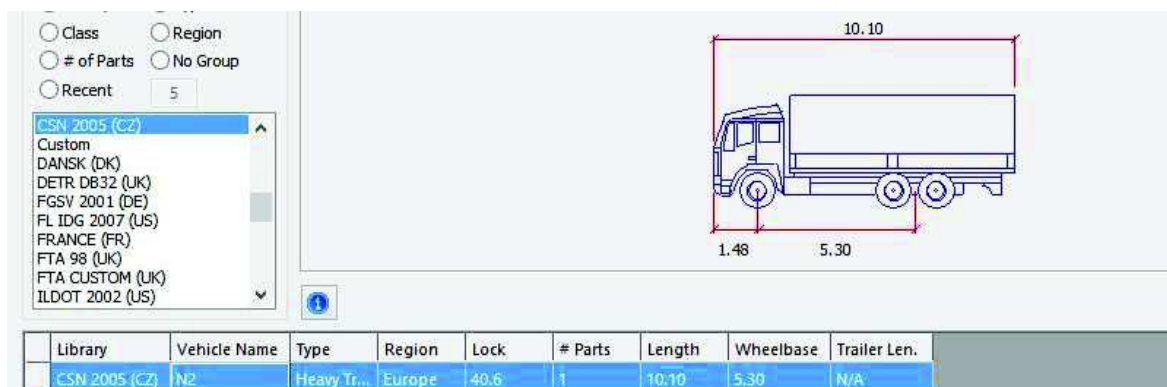 Class Region
# of Parts No Group
Recent 5
CSN 2005 (CZ)
Custom
DANSK (DK)
DETR DB32 (UK)
FGSV 2001 (DE)
FL IDG 2007 (US)
FRANCE (FR)
FTA 98 (UK)
FTA CUSTOM (UK)
ILDOT 2002 (US)
10.10
1.48 5.30
Library Vehicle Name Type Region Lock # Parts Length Wheelbase Trailer Len.
CSN 2005 (CZ) N2 Heavy Tr... Europe 40.6 1 10.10 5.30 N/A